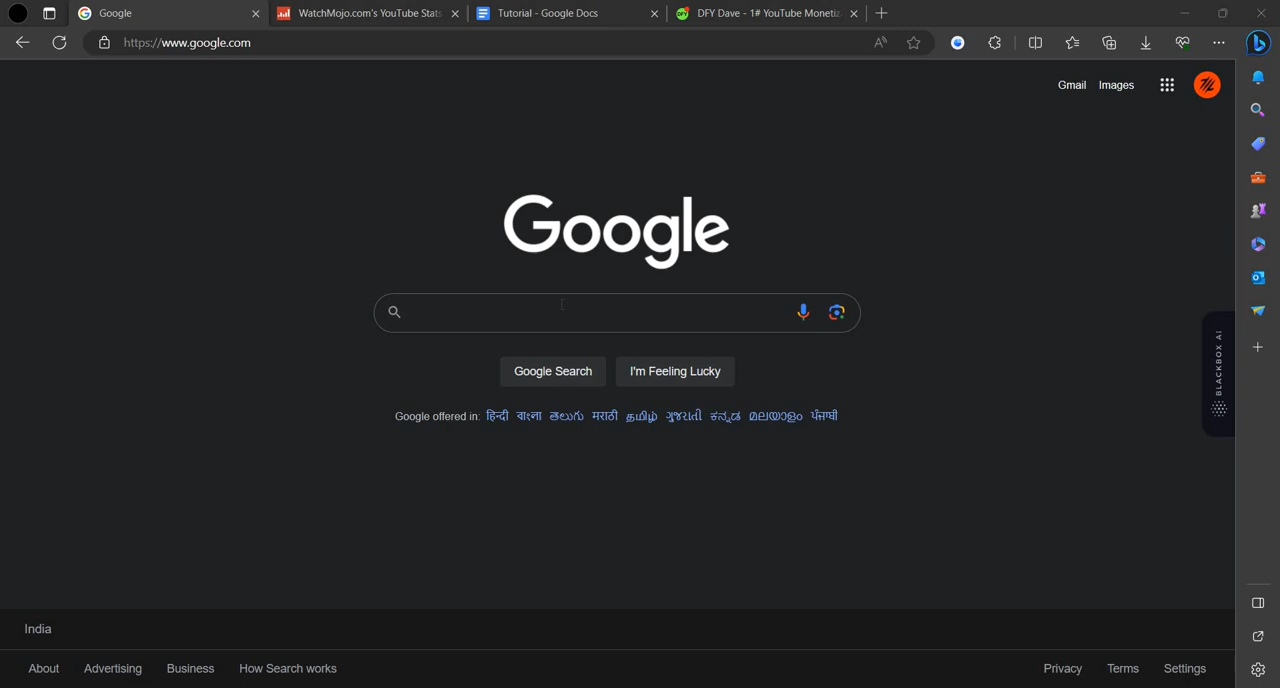 Google
WatchMojo.com's YouTube Stats
Tutorial - Google Docs
DFY Dave - 1# YouTube Monetiz
https://www.google.com
Gmail Images
Google
Google Search I'm Feeling Lucky
Google offered in: हिन्दी বাংলা తెలుగు मराठी தமிழ் ગુજરાતી ಕನ್ನಡ മലയാളം ਪੰਜਾਬੀ
BLACKBOX AI
India
About Advertising Business How Search works
Privacy Terms Settings